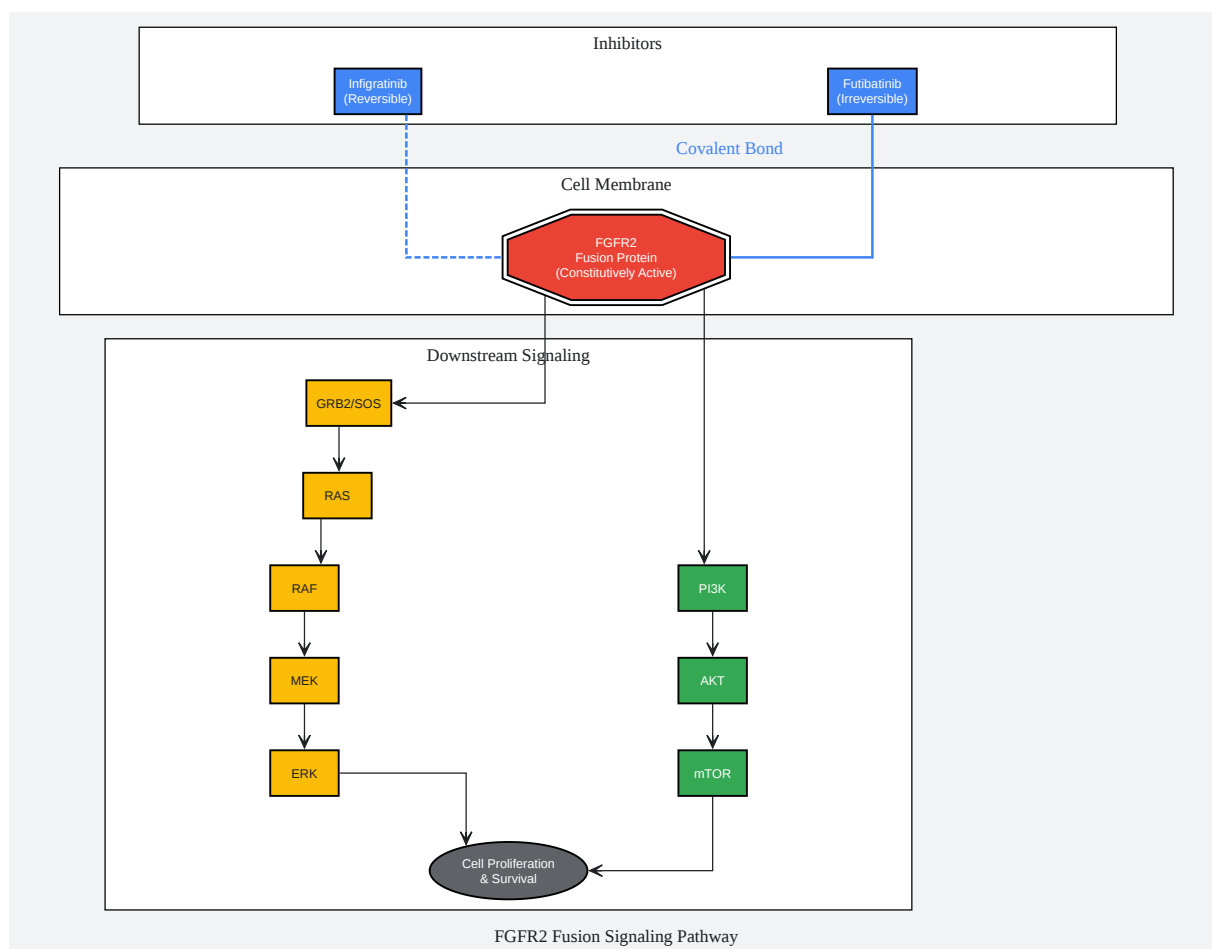 Inhibitors
Infigratinib
(Reversible)
Futibatinib
(Irreversible)
Covalent Bond
Cell Membrane
FGFR2
Fusion Protein
(Constitutively Active)
Downstream Signaling
GRB2/SOS
RAS
RAF
PI3K
MEK
AKT
ERK
mTOR
Cell Proliferation
& Survival
FGFR2 Fusion Signaling Pathway